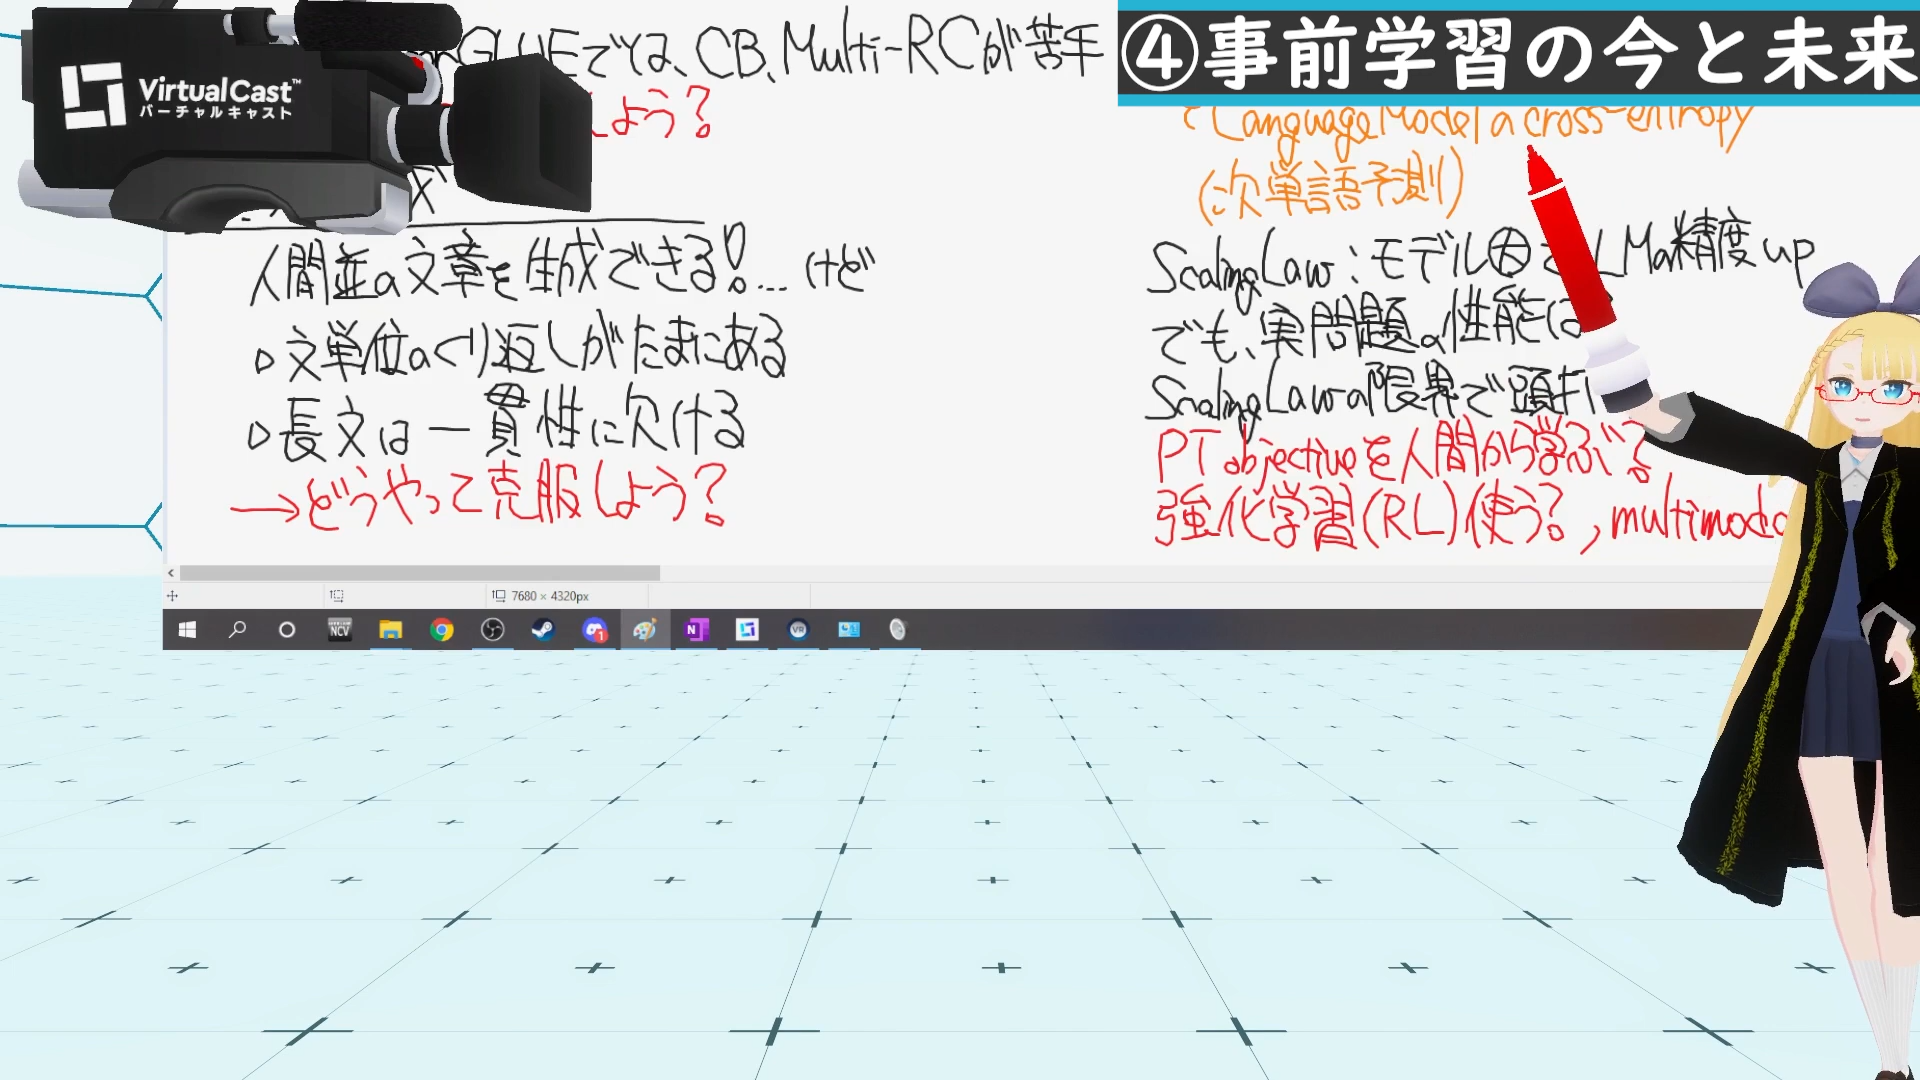 ④事前学習の今と未来
VirtualCast™
バーチャルキャスト
GLUEでは、CB、Multi-RCが苦手
しよう?
人間並の文章を生成できる!... けど
文単位のくり返しがたまにある
長文は一貫性に欠ける
→どうやって克服しよう?
Language Modelのcross-entropy
(:次単語予測)
Scaling Law:モデル LMの精度up
でも、実問題の性能は
Scaling Lawの限界で頭打
PT objectiveを人間から学ぶ?
強化学習(RL)使う?, multimoda
7680 × 4320px
NCV
N
VR
1